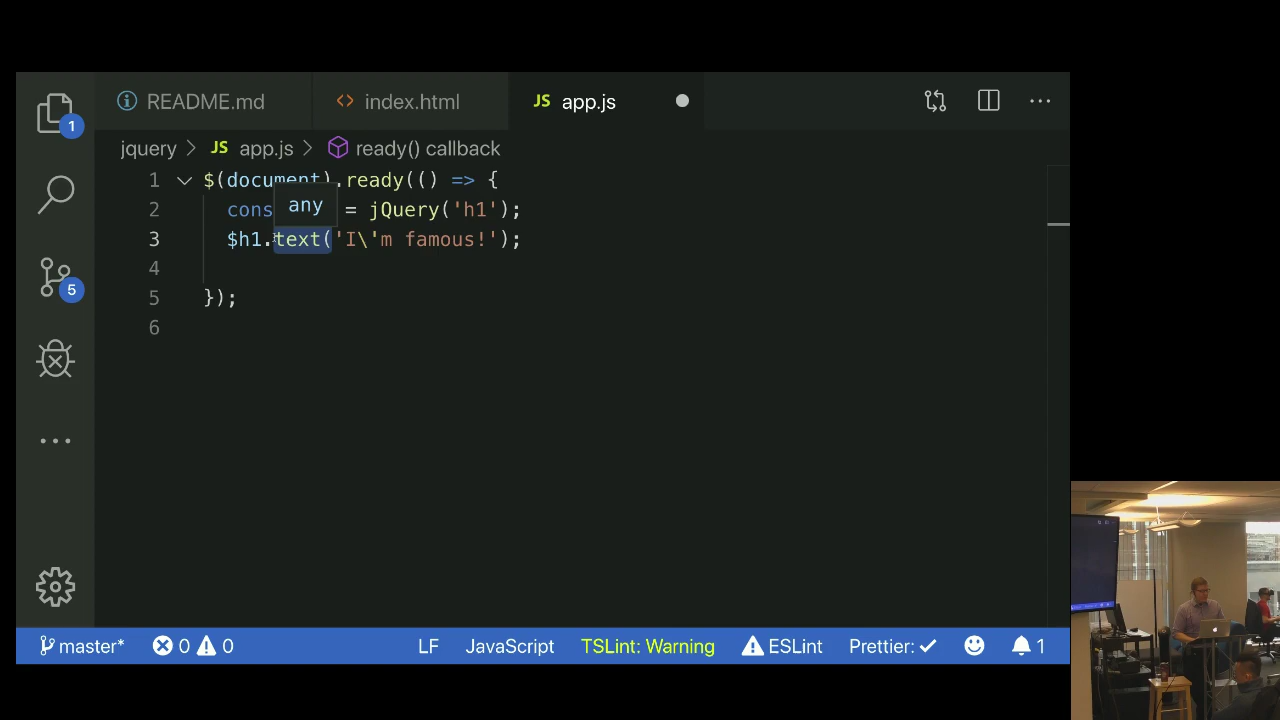 README.md
index.html
JS app.js
1
jquery > JS app.js > ready() callback
1 $(document).ready(() => {
any
2 cons = jQuery('h1');
3 $h1.text('I\'m famous!');
4
5 });
6
5
master* 0 0 LF JavaScript TSLint: Warning ESLint Prettier: 1